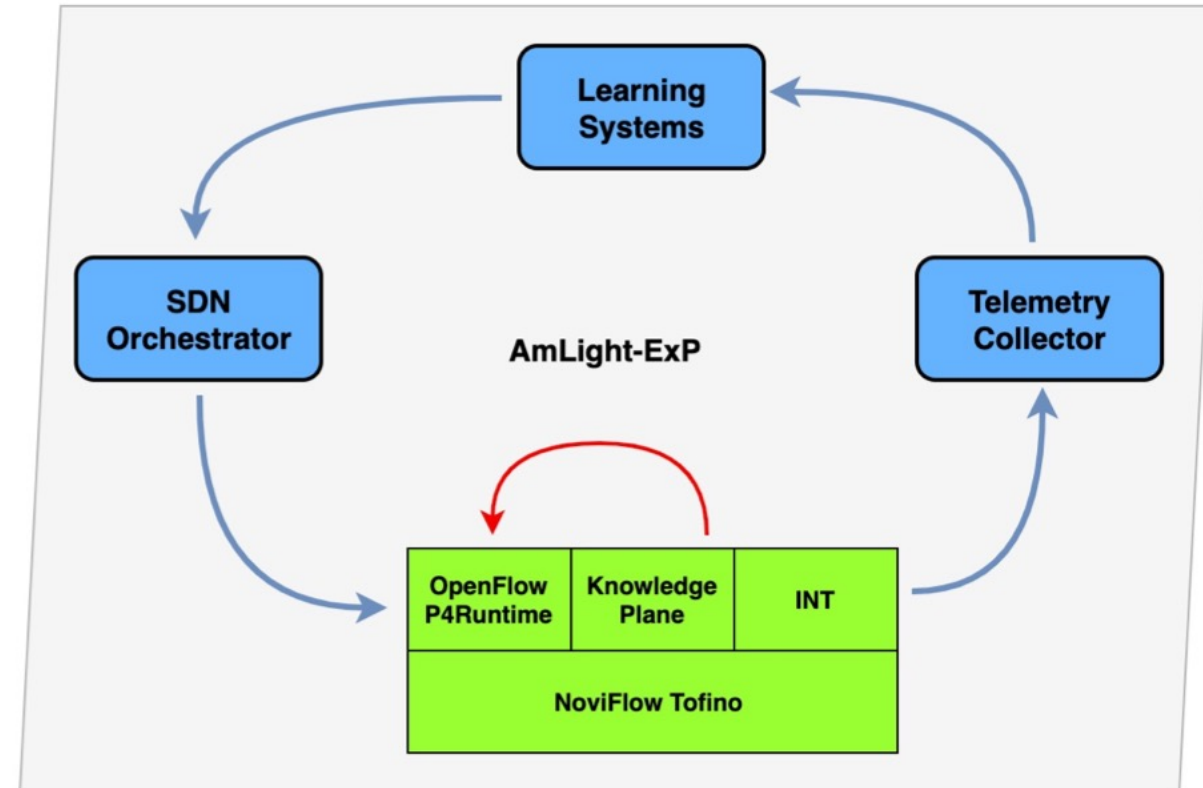 Learning
Systems
SDN
Orchestrator
Telemetry
Collector
AmLight-ExP
OpenFlow
P4Runtime
Knowledge
Plane
INT
NoviFlow Tofino